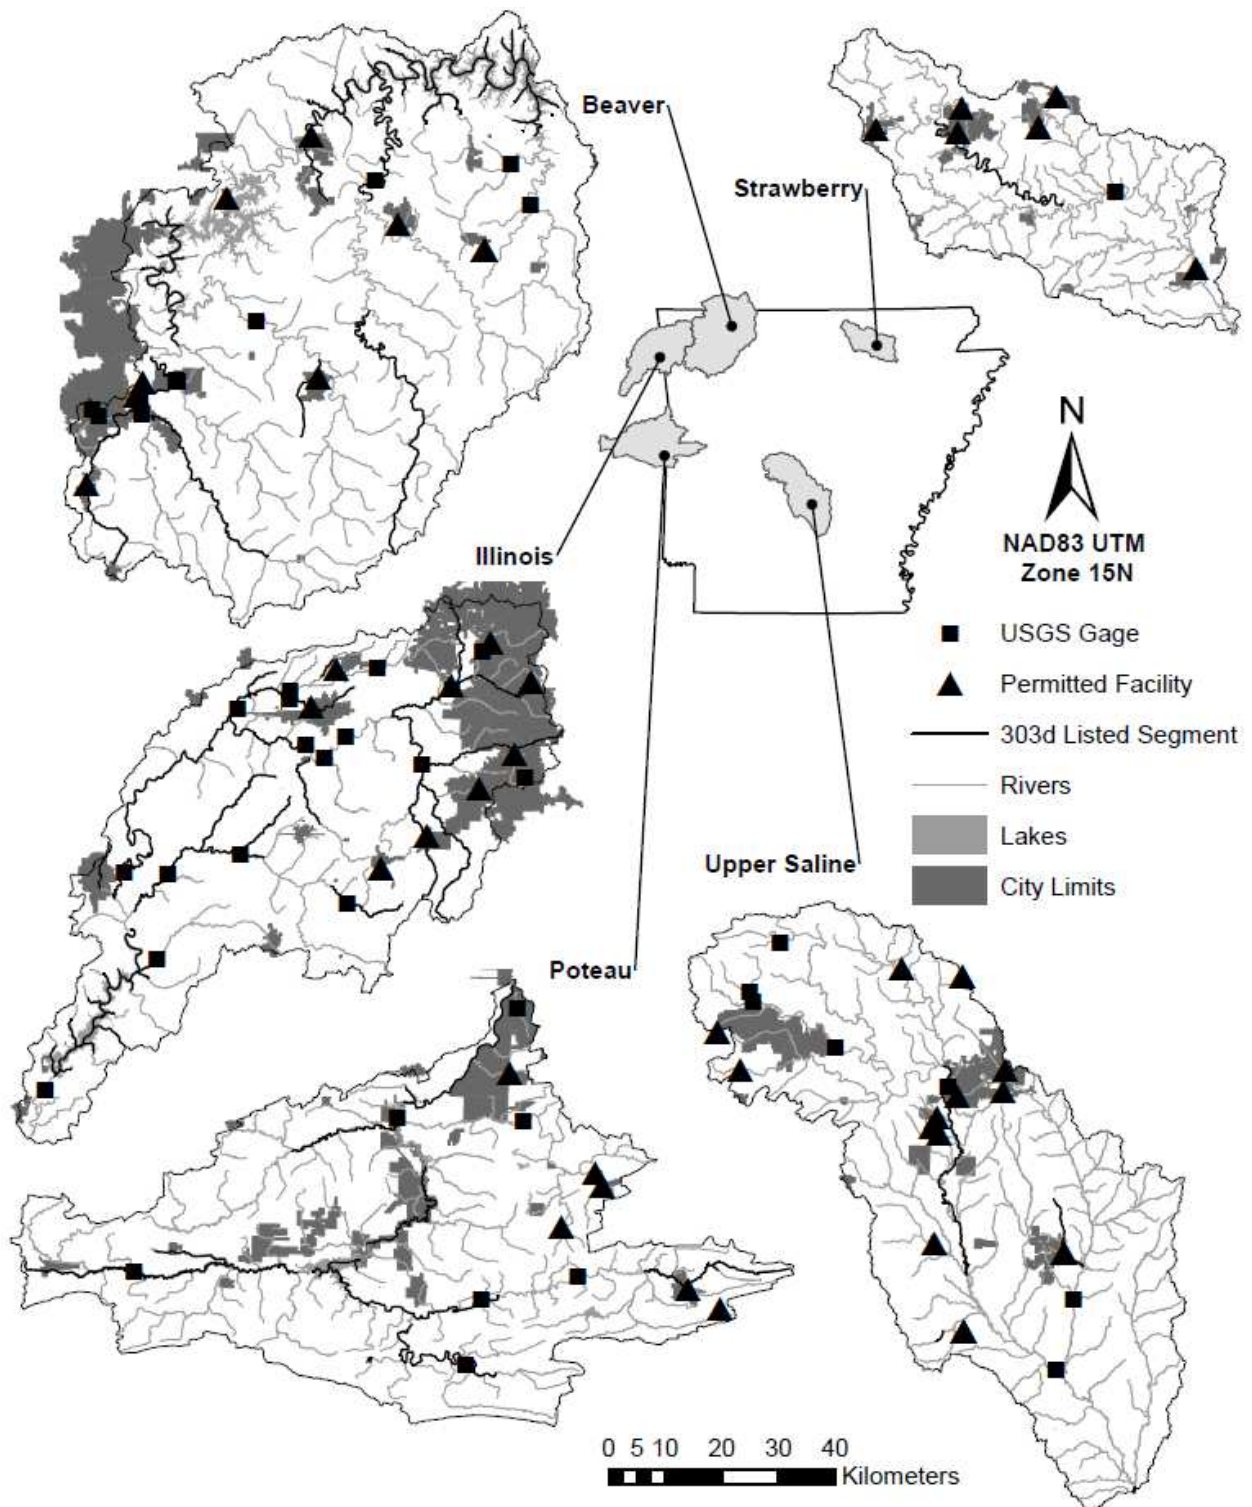 Beaver
Strawberry
Illinois
N
NAD83 UTM
Zone 15N
USGS Gage
Permitted Facility
303d Listed Segment
Rivers
Lakes
City Limits
Upper Saline
Poteau
0 5 10 20 30 40
Kilometers